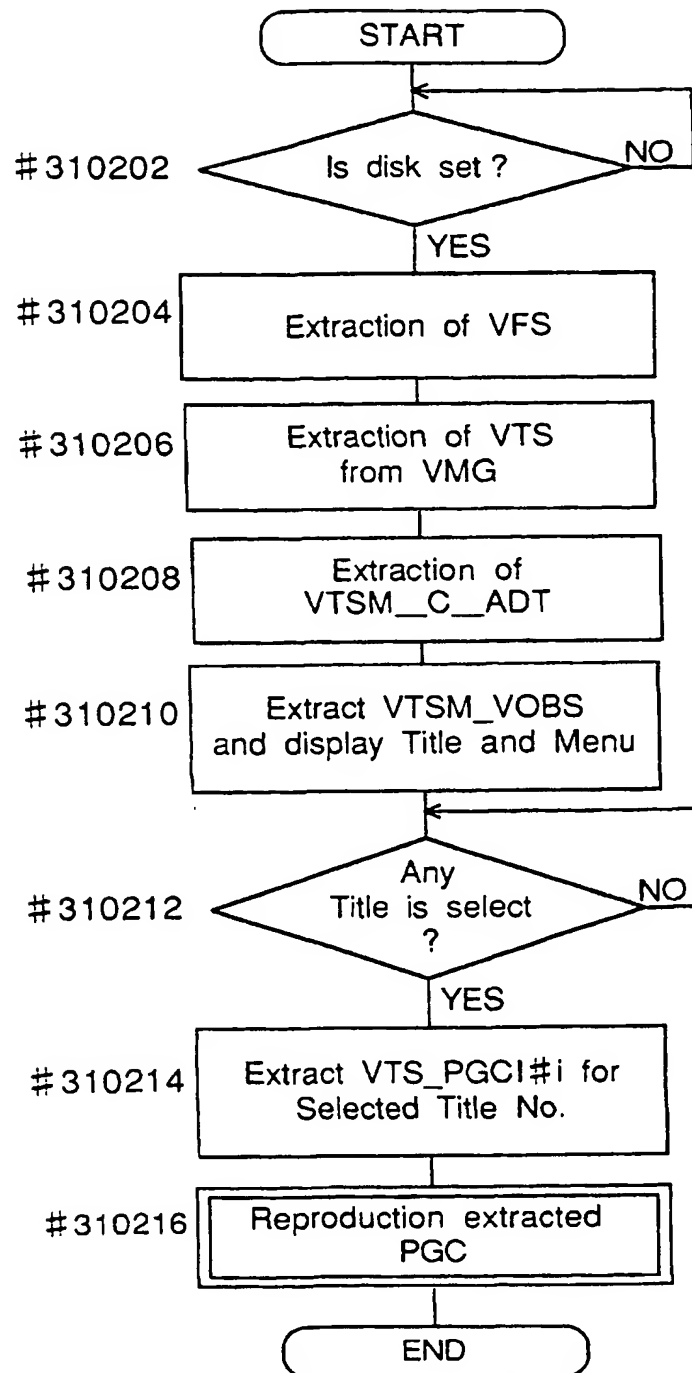 START
#310202
Is disk set ?
NO
YES
#310204
Extraction of VFS
#310206
Extraction of VTS
from VMG
#310208
Extraction of
VTSM__C__ADT
#310210
Extract VTSM_VOBS
and display Title and Menu
#310212
Any
Title is select
?
NO
YES
#310214
Extract VTS_PGCI#i for
Selected Title No.
#310216
Reproduction extracted
PGC
END